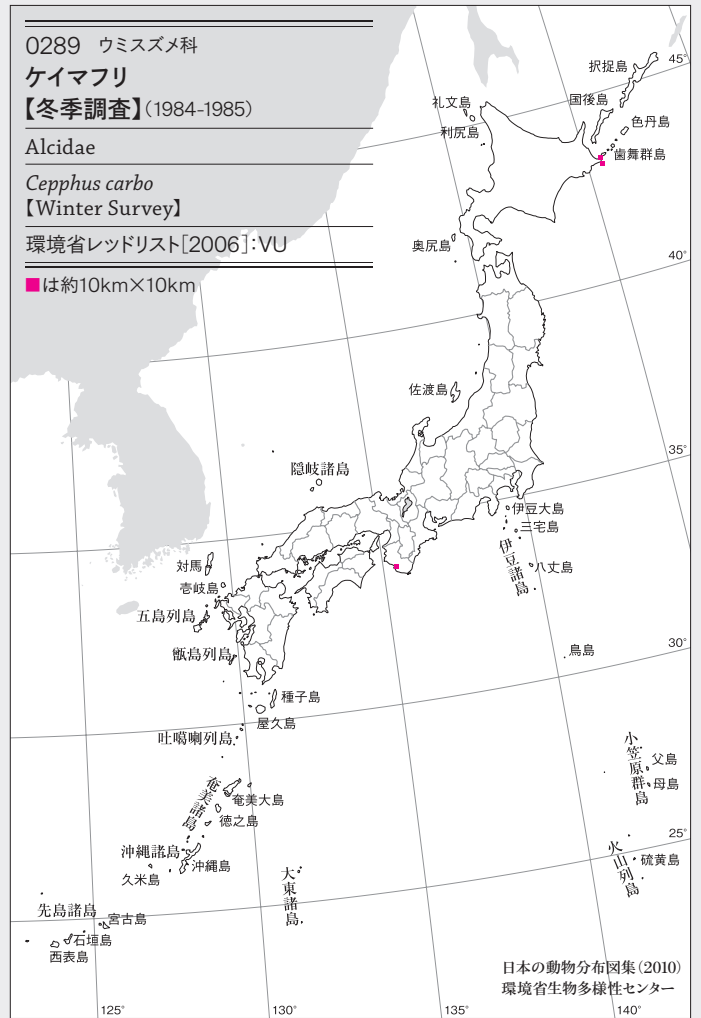 0289 ウミスズメ科
ケイマフリ
【冬季調査】(1984-1985)
Alcidae
Cepphus carbo
【Winter Survey】
環境省レッドリスト[2006]:VU
■は約10km×10km
45°
択捉島
国後島
礼文島
色丹島
利尻島
歯舞群島
奥尻島
40°
佐渡島
35°
隠岐諸島
伊豆大島
三宅島
伊豆諸島
八丈島
対馬
壱岐島
五島列島
甑島列島
鳥島
30°
種子島
屋久島
吐噶喇列島
小笠原群島
父島
母島
奄美諸島
奄美大島
徳之島
25°
沖縄諸島
沖縄島
久米島
火山列島
硫黄島
大東諸島
先島諸島
宮古島
石垣島
西表島
日本の動物分布図集(2010)
環境省生物多様性センター
125°
130°
135°
140°